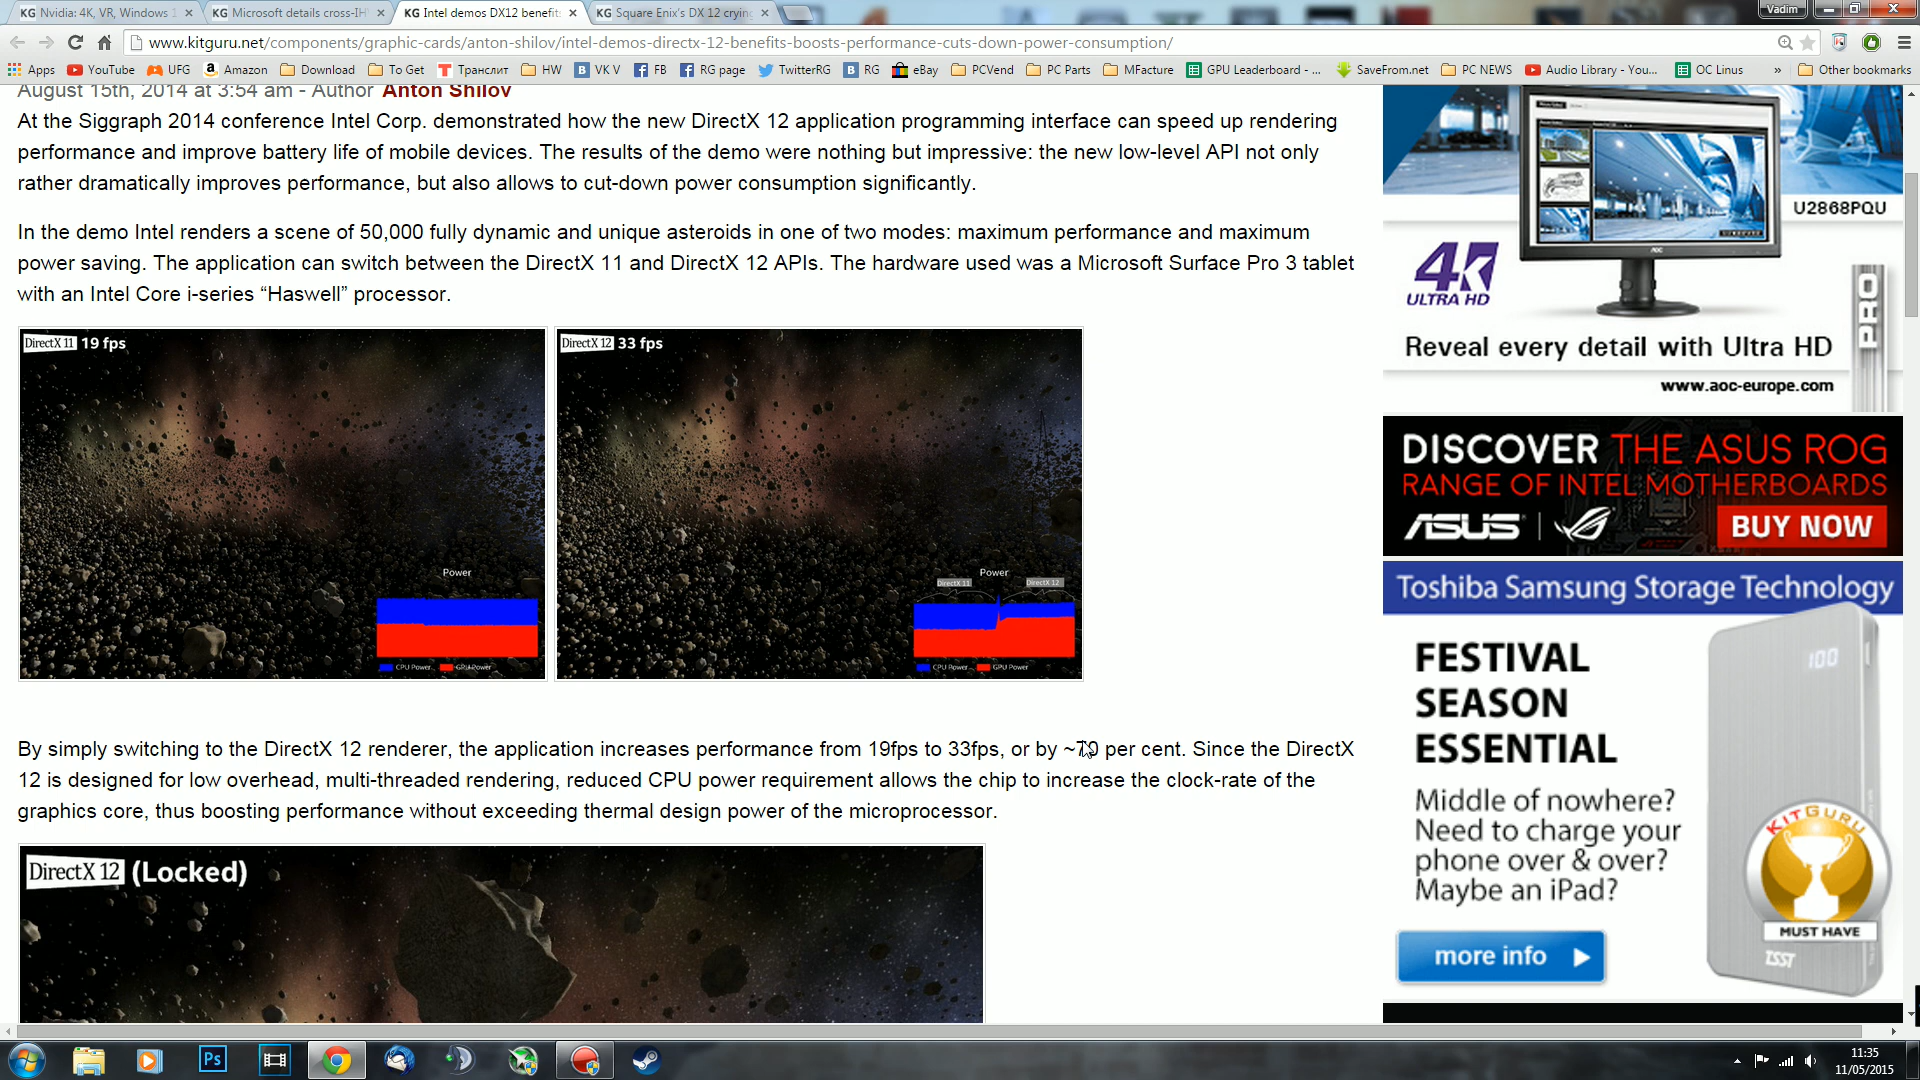 KG Nvidia: 4K, VR, Windows 1
KG Microsoft details cross-IH
KG Intel demos DX12 benefit
KG Square Enix's DX 12 crying
Vadim
www.kitguru.net/components/graphic-cards/anton-shilov/intel-demos-directx-12-benefits-boosts-performance-cuts-down-power-consumption/
Apps YouTube UFG Amazon Download To Get Транслит HW VK V FB RG page TwitterRG RG eBay PCVend PC Parts MFacture GPU Leaderboard - ... SaveFrom.net PC NEWS Audio Library - You... OC Linus » Other bookmarks
August 15th, 2014 at 3:54 am - Author Anton Shilov
At the Siggraph 2014 conference Intel Corp. demonstrated how the new DirectX 12 application programming interface can speed up rendering
performance and improve battery life of mobile devices. The results of the demo were nothing but impressive: the new low-level API not only
rather dramatically improves performance, but also allows to cut-down power consumption significantly.
In the demo Intel renders a scene of 50,000 fully dynamic and unique asteroids in one of two modes: maximum performance and maximum
power saving. The application can switch between the DirectX 11 and DirectX 12 APIs. The hardware used was a Microsoft Surface Pro 3 tablet
with an Intel Core i-series “Haswell” processor.
DirectX 11 19 fps
Power
CPU Power GPU Power
DirectX 12 33 fps
Power
DirectX 11 DirectX 12
CPU Power GPU Power
By simply switching to the DirectX 12 renderer, the application increases performance from 19fps to 33fps, or by ~70 per cent. Since the DirectX
12 is designed for low overhead, multi-threaded rendering, reduced CPU power requirement allows the chip to increase the clock-rate of the
graphics core, thus boosting performance without exceeding thermal design power of the microprocessor.
DirectX 12 (Locked)
U2868PQU
AOC
4K
ULTRA HD
PRO
Reveal every detail with Ultra HD
www.aoc-europe.com
DISCOVER THE ASUS ROG
RANGE OF INTEL MOTHERBOARDS
ASUS
BUY NOW
Toshiba Samsung Storage Technology
FESTIVAL
SEASON
ESSENTIAL
100
Middle of nowhere?
Need to charge your
phone over & over?
Maybe an iPad?
KITGURU
MUST HAVE
TSST
more info
Ps
11:35
11/05/2015